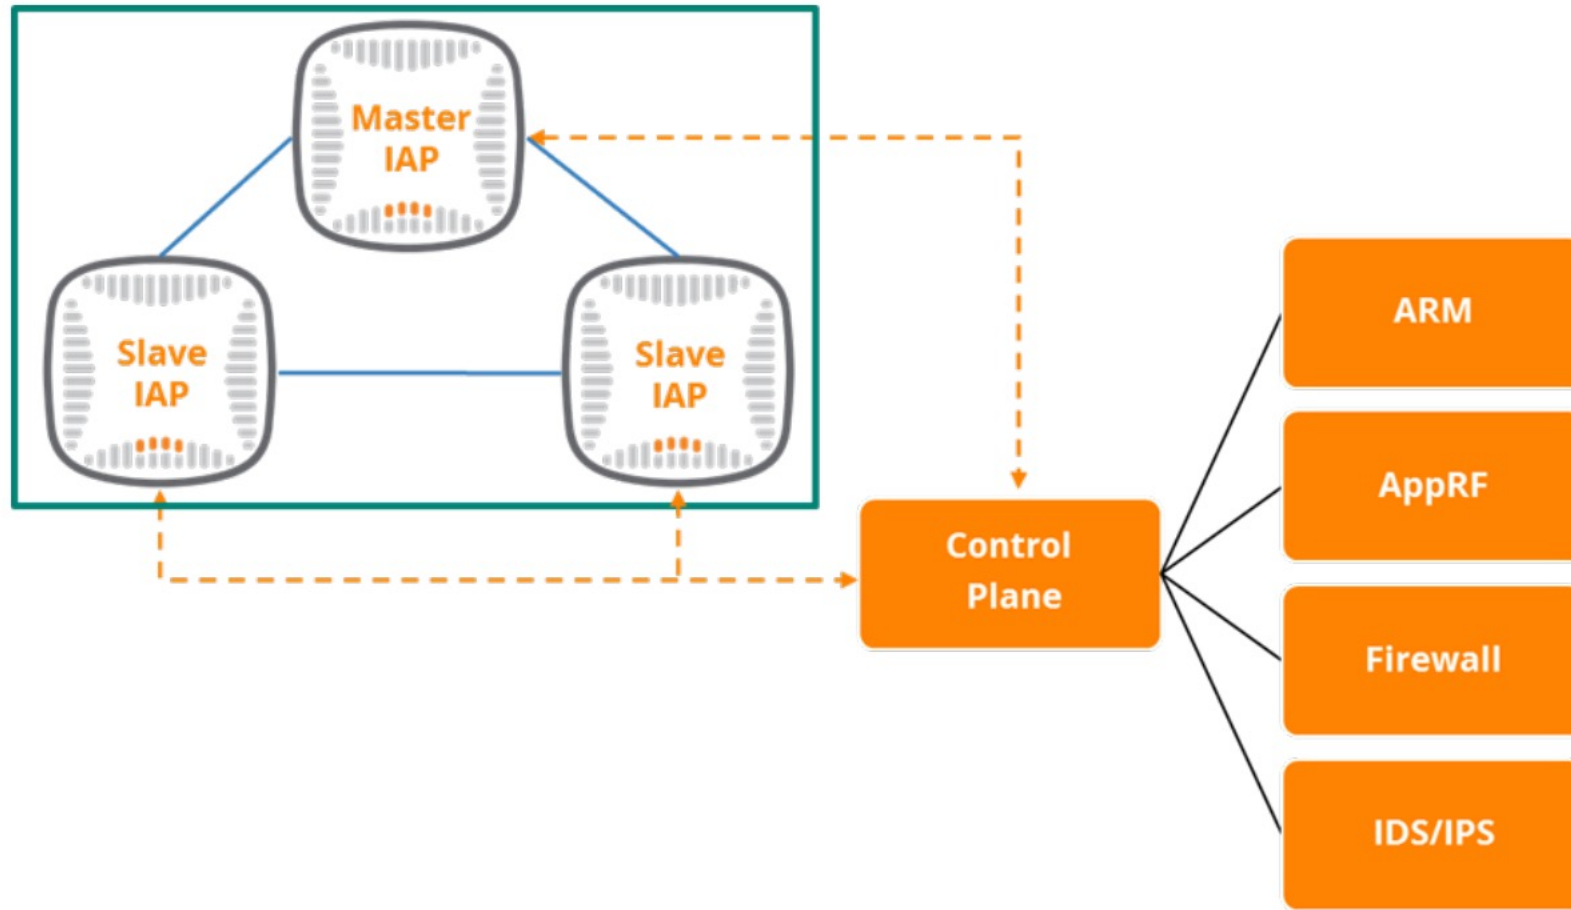 Master
IAP
Slave
IAP
Slave
IAP
Control
Plane
ARM
AppRF
Firewall
IDS/IPS